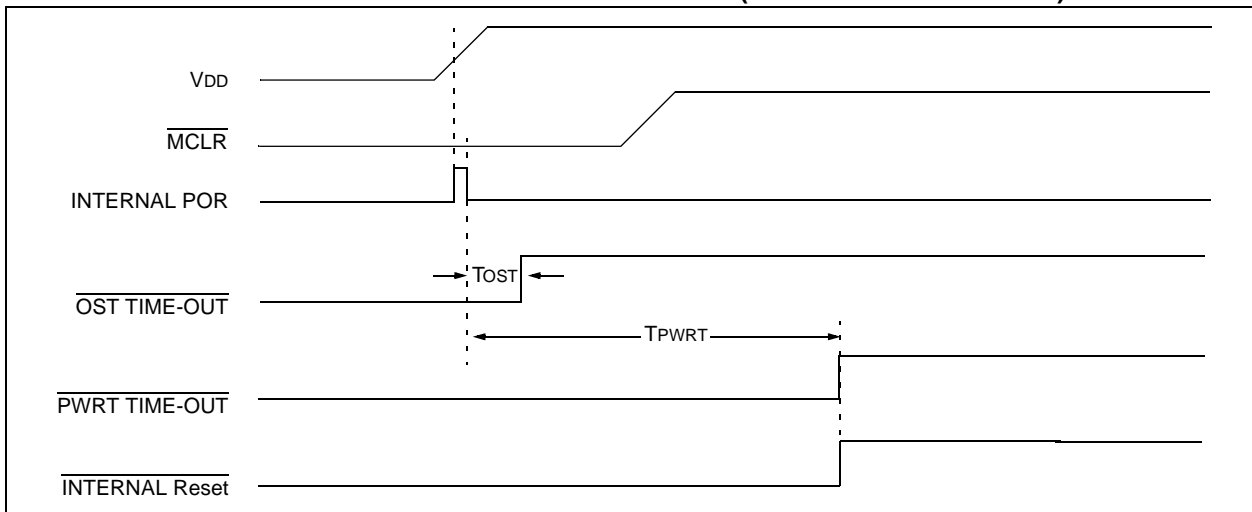 VDD
MCLR
INTERNAL POR
TOST
OST TIME-OUT
TPWRT
PWRT TIME-OUT
INTERNAL Reset